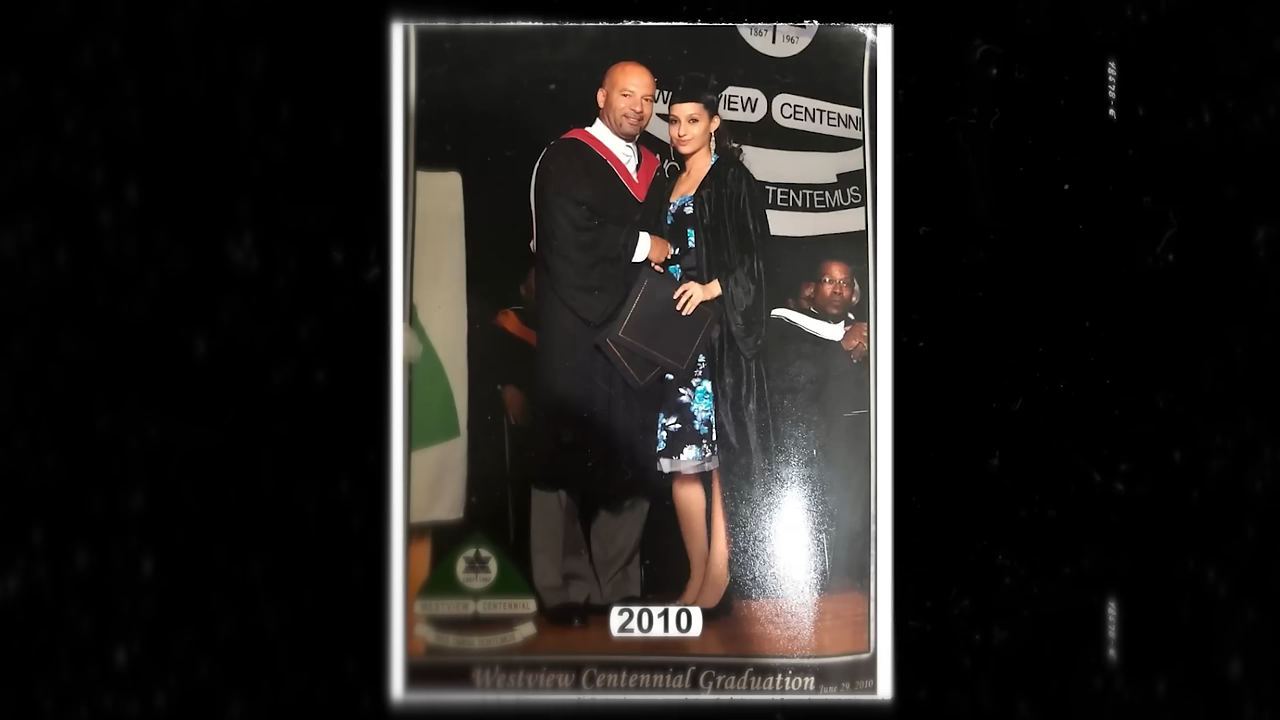 1867 1967
VIEW CENTENNI
TENTEMUS
WESTVIEW CENTENNIAL
2010
Westview Centennial Graduation
June 29, 2010